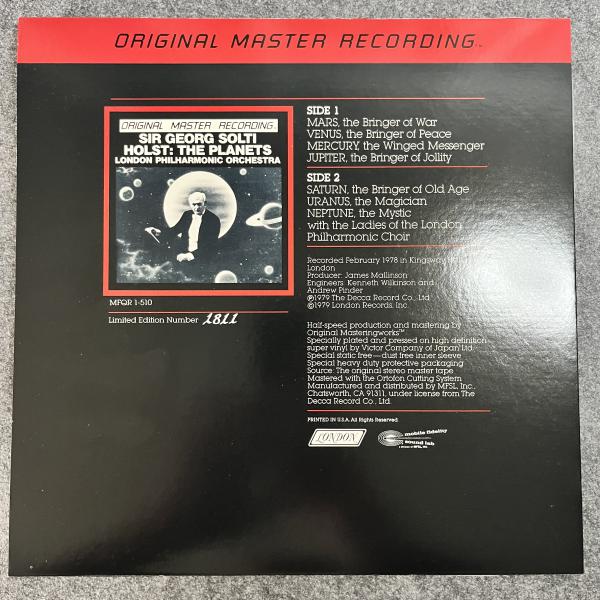 ORIGINAL MASTER RECORDING™
ORIGINAL MASTER RECORDING™
SIR GEORG SOLTI
HOLST: THE PLANETS
LONDON PHILHARMONIC ORCHESTRA
MFQR 1-510
Limited Edition Number 1811
SIDE 1
MARS, the Bringer of War
VENUS, the Bringer of Peace
MERCURY, the Winged Messenger
JUPITER, the Bringer of Jollity
SIDE 2
SATURN, the Bringer of Old Age
URANUS, the Magician
NEPTUNE, the Mystic
with the Ladies of the London
Philharmonic Choir
Recorded February 1978 in Kingsway
London
Producer: James Mallinson
Engineers: Kenneth Wilkinson and
Andrew Pinder
℗1979 The Decca Record Co., Ltd.
©1979 London Records, Inc.
Half-speed production and mastering by
Original Masteringworks™
Specially plated and pressed on high definition
super vinyl by Victor Company of Japan Ltd.
Special static free—dust free inner sleeve
Special heavy duty protective packaging
Source: The original stereo master tape
Mastered with the Ortofon Cutting System
Manufactured and distributed by MFSL, Inc.,
Chatsworth, CA 91311, under license from The
Decca Record Co., Ltd.
PRINTED IN U.S.A. All Rights Reserved.
LONDON
mobile fidelity
sound lab